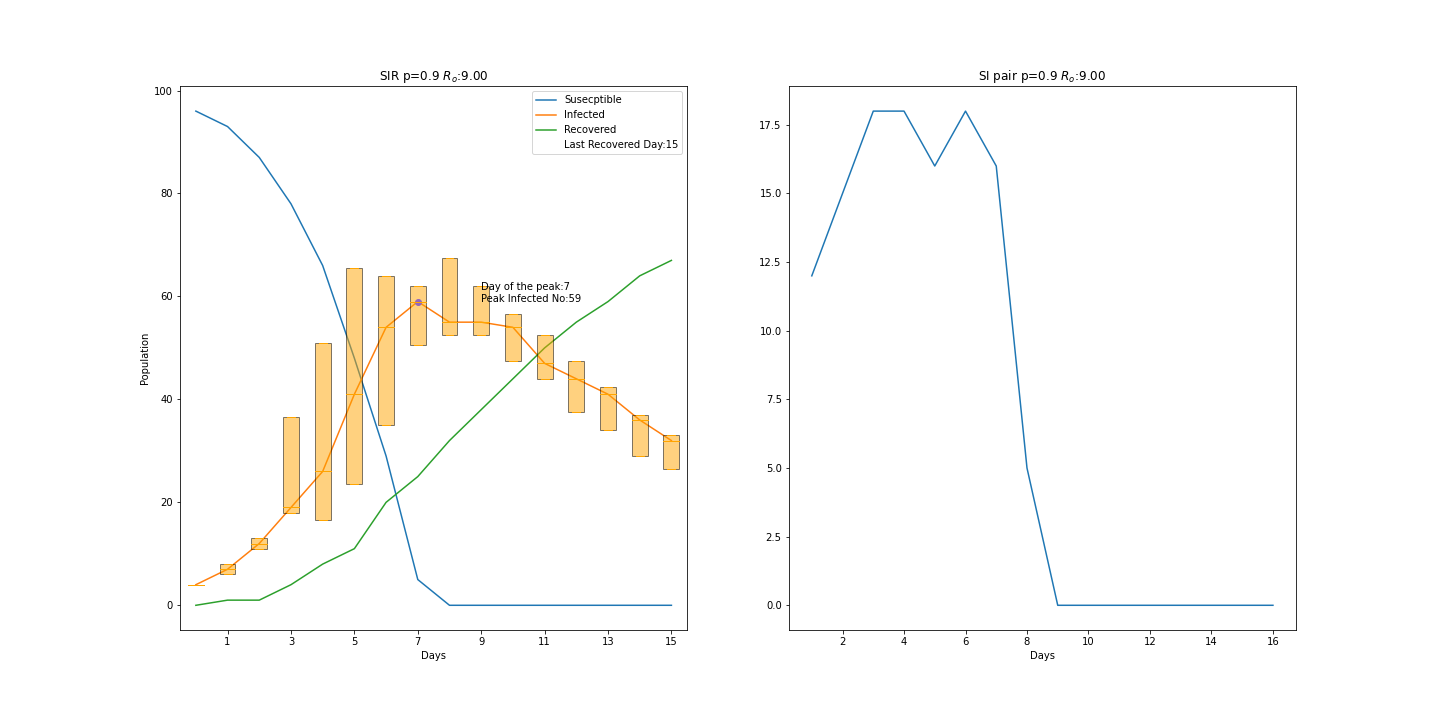 SIR p=0.9 Rₒ:9.00
100
80
60
40
20
0
Population
Susecptible
Infected
Recovered
Last Recovered Day:15
Day of the peak:7
Peak Infected No:59
1 3 5 7 9 11 13 15
Days
SI pair p=0.9 Rₒ:9.00
17.5
15.0
12.5
10.0
7.5
5.0
2.5
0.0
2 4 6 8 10 12 14 16
Days